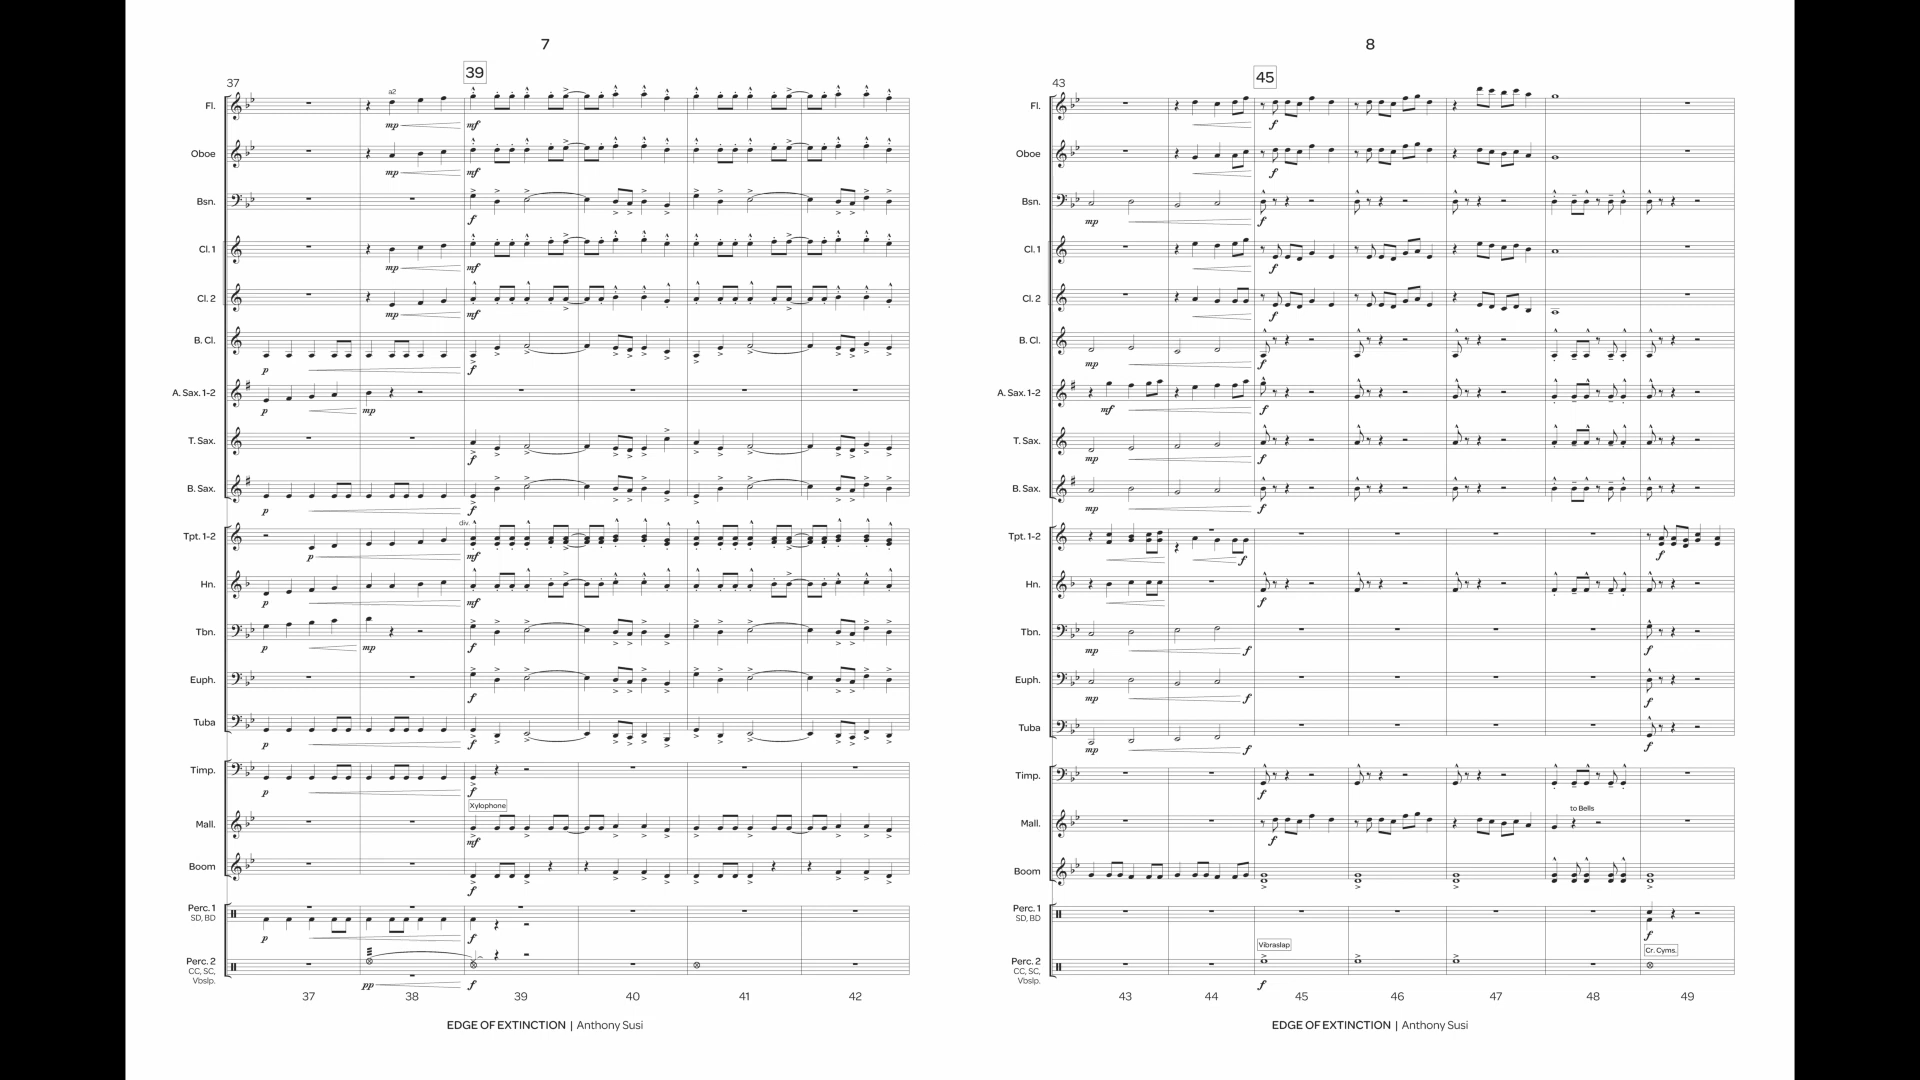 7
39
37
a2
Fl.
mp
mf
Oboe
mp
mf
Bsn.
f
Cl. 1
mp
mf
Cl. 2
mp
mf
B. Cl.
p
f
A. Sax. 1-2
p
mp
T. Sax.
f
B. Sax.
p
f
div.
Tpt. 1-2
p
mf
Hn.
p
mf
Tbn.
p
mp
f
Euph.
f
Tuba
p
f
Timp.
p
f
Xylophone
Mall.
mf
Boom
f
Perc. 1
SD, BD
p
f
Perc. 2
CC, SC,
Vbslp.
pp
f
37 38 39 40 41 42
EDGE OF EXTINCTION | Anthony Susi
8
45
43
Fl.
f
Oboe
f
Bsn.
mp
f
Cl. 1
f
Cl. 2
f
B. Cl.
mp
f
A. Sax. 1-2
mf
f
T. Sax.
mp
f
B. Sax.
mp
f
Tpt. 1-2
f
f
Hn.
f
Tbn.
mp
f
f
Euph.
mp
f
f
Tuba
mp
f
f
Timp.
f
to Bells
Mall.
f
Boom
Perc. 1
SD, BD
f
Vibraslap
Cr. Cyms.
Perc. 2
CC, SC,
Vbslp.
f
43 44 45 46 47 48 49
EDGE OF EXTINCTION | Anthony Susi